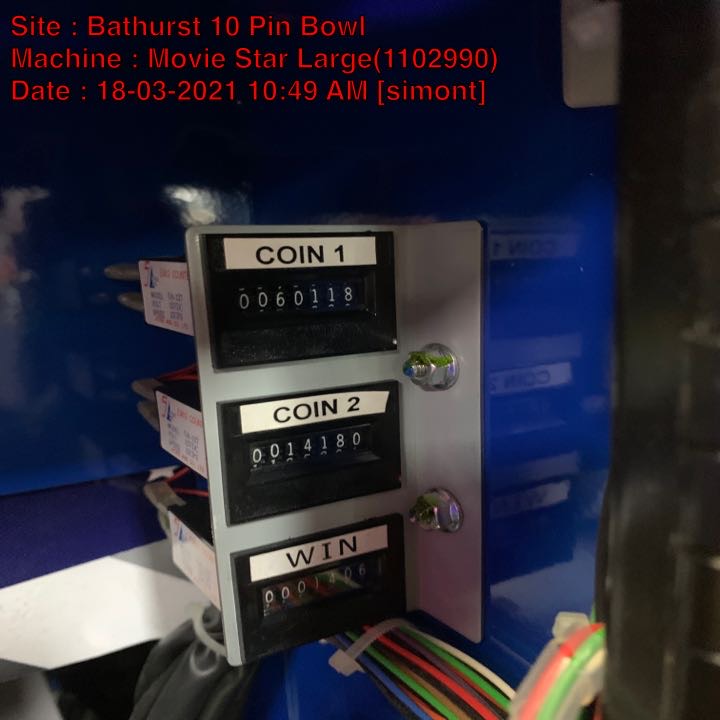 Site : Bathurst 10 Pin Bowl
Machine : Movie Star Large(1102990)
Date : 18-03-2021 10:49 AM [simont]
COIN 1
0060118
COIN 2
0014180
WIN
0001406